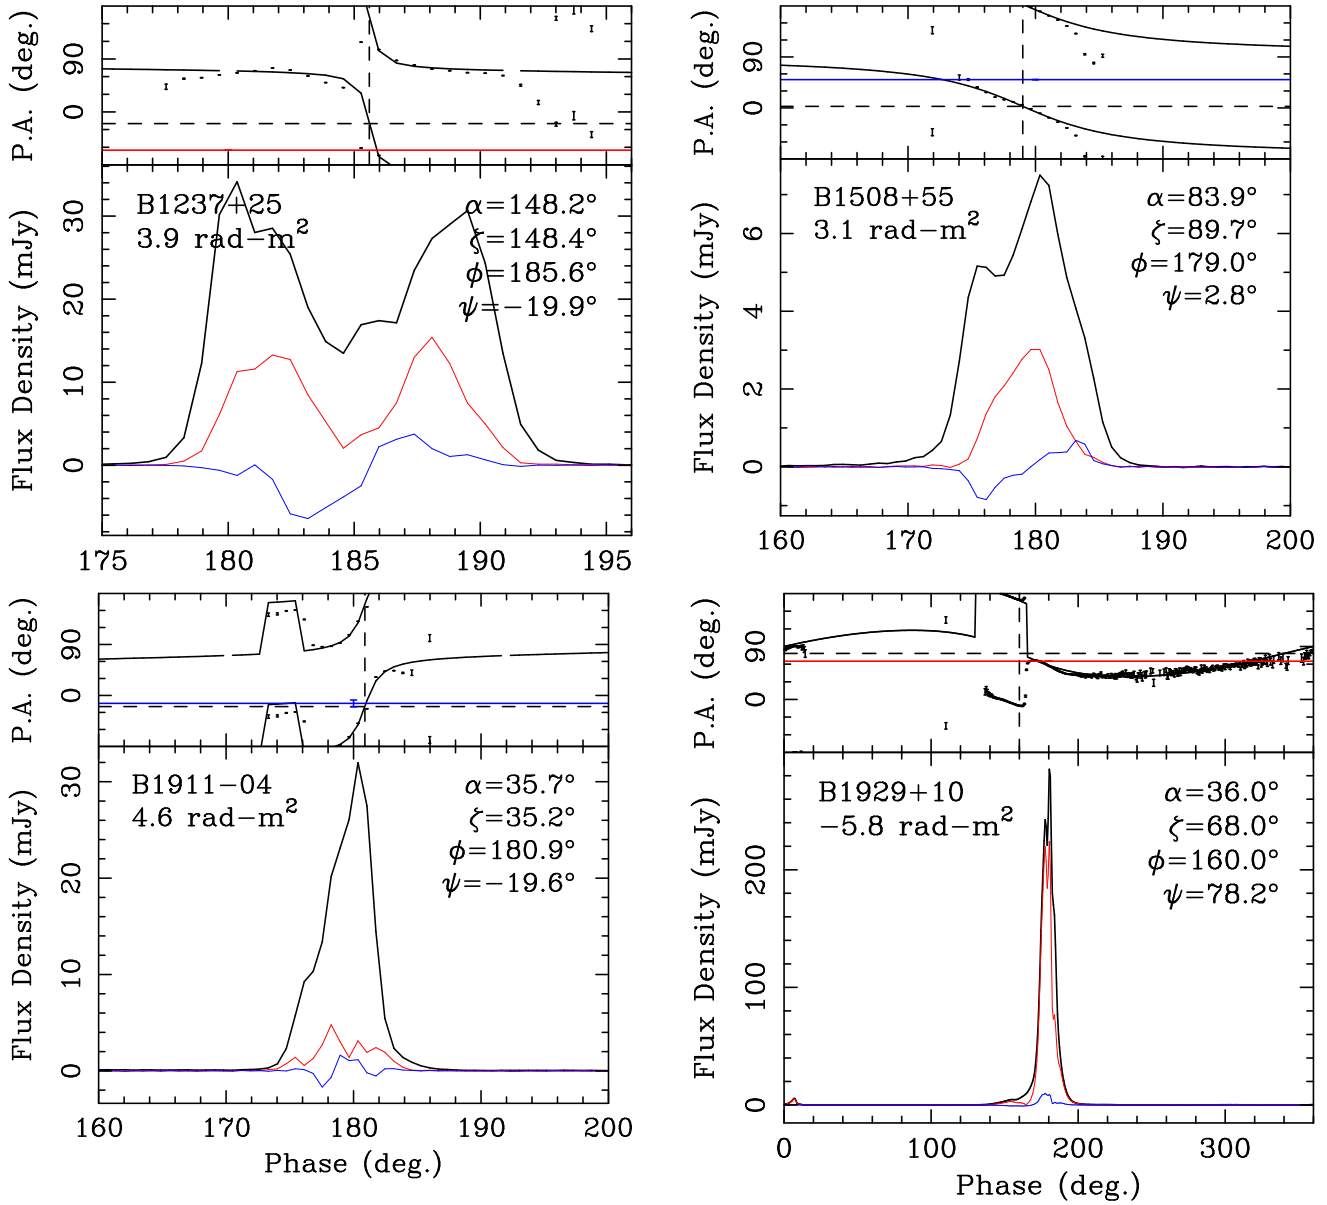 P.A. (deg.)
90
0
B1237+25
3.9 rad−m2
α=148.2°
ζ=148.4°
ϕ=185.6°
ψ=−19.9°
Flux Density (mJy)
30
20
10
0
175 180 185 190 195
P.A. (deg.)
90
0
B1508+55
3.1 rad−m2
α=83.9°
ζ=89.7°
ϕ=179.0°
ψ=2.8°
Flux Density (mJy)
6
4
2
0
160 170 180 190 200
P.A. (deg.)
90
0
B1911−04
4.6 rad−m2
α=35.7°
ζ=35.2°
ϕ=180.9°
ψ=−19.6°
Flux Density (mJy)
30
20
10
0
160 170 180 190 200
Phase (deg.)
P.A. (deg.)
90
0
B1929+10
−5.8 rad−m2
α=36.0°
ζ=68.0°
ϕ=160.0°
ψ=78.2°
Flux Density (mJy)
200
100
0
0 100 200 300
Phase (deg.)